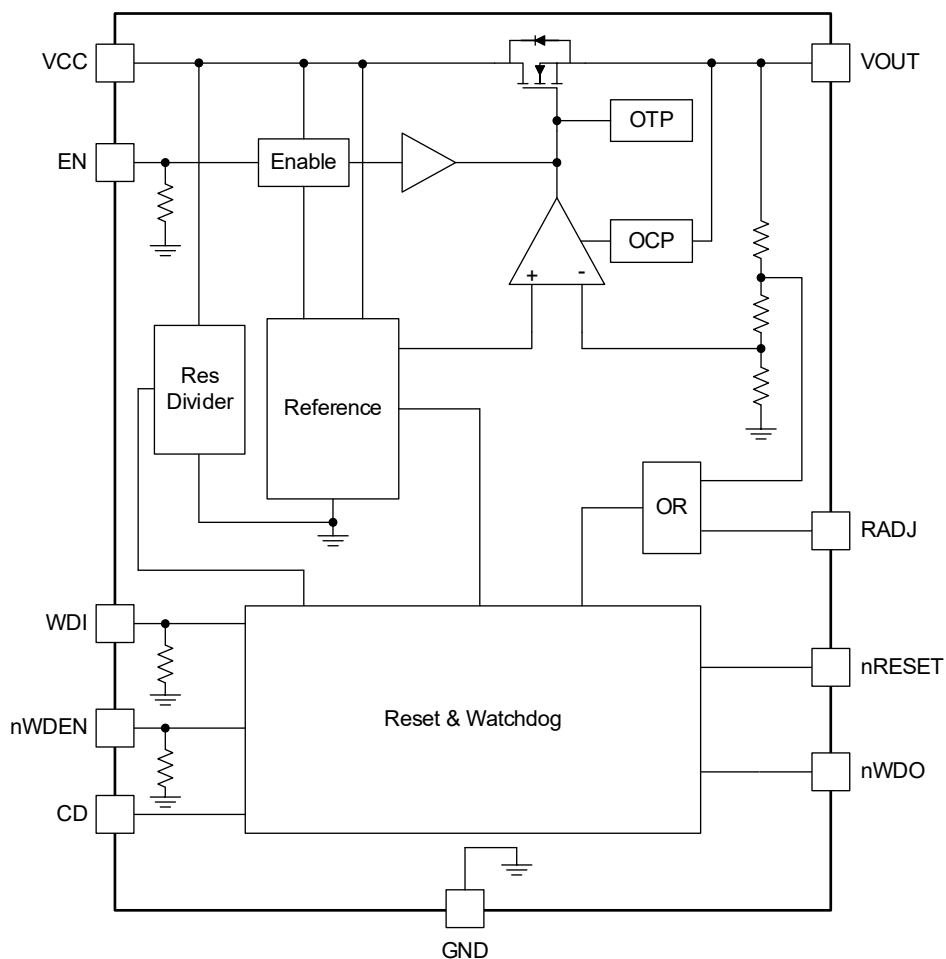 VCC
VOUT
OTP
EN
Enable
OCP
+ -
Res
Divider
Reference
OR
RADJ
WDI
nRESET
nWDEN
Reset & Watchdog
nWDO
CD
GND